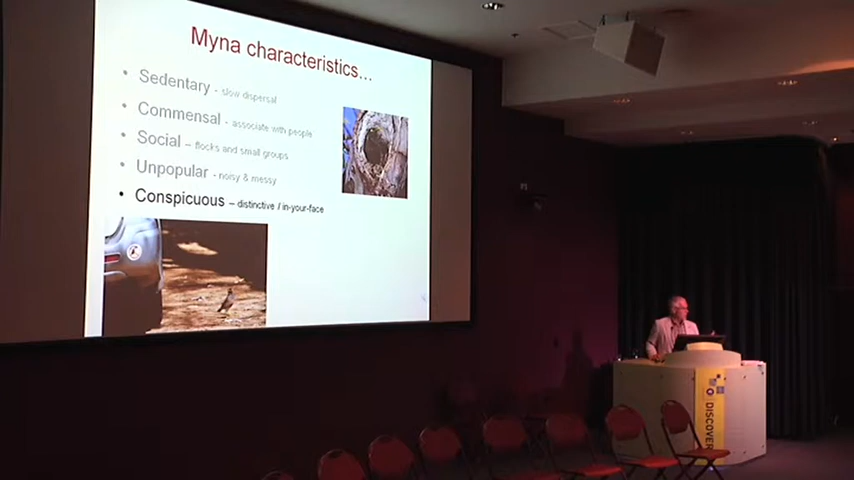 Myna characteristics...
• Sedentary - slow dispersal
• Commensal - associate with people
• Social – flocks and small groups
• Unpopular - noisy & messy
• Conspicuous – distinctive / in-your-face
DISCOVER